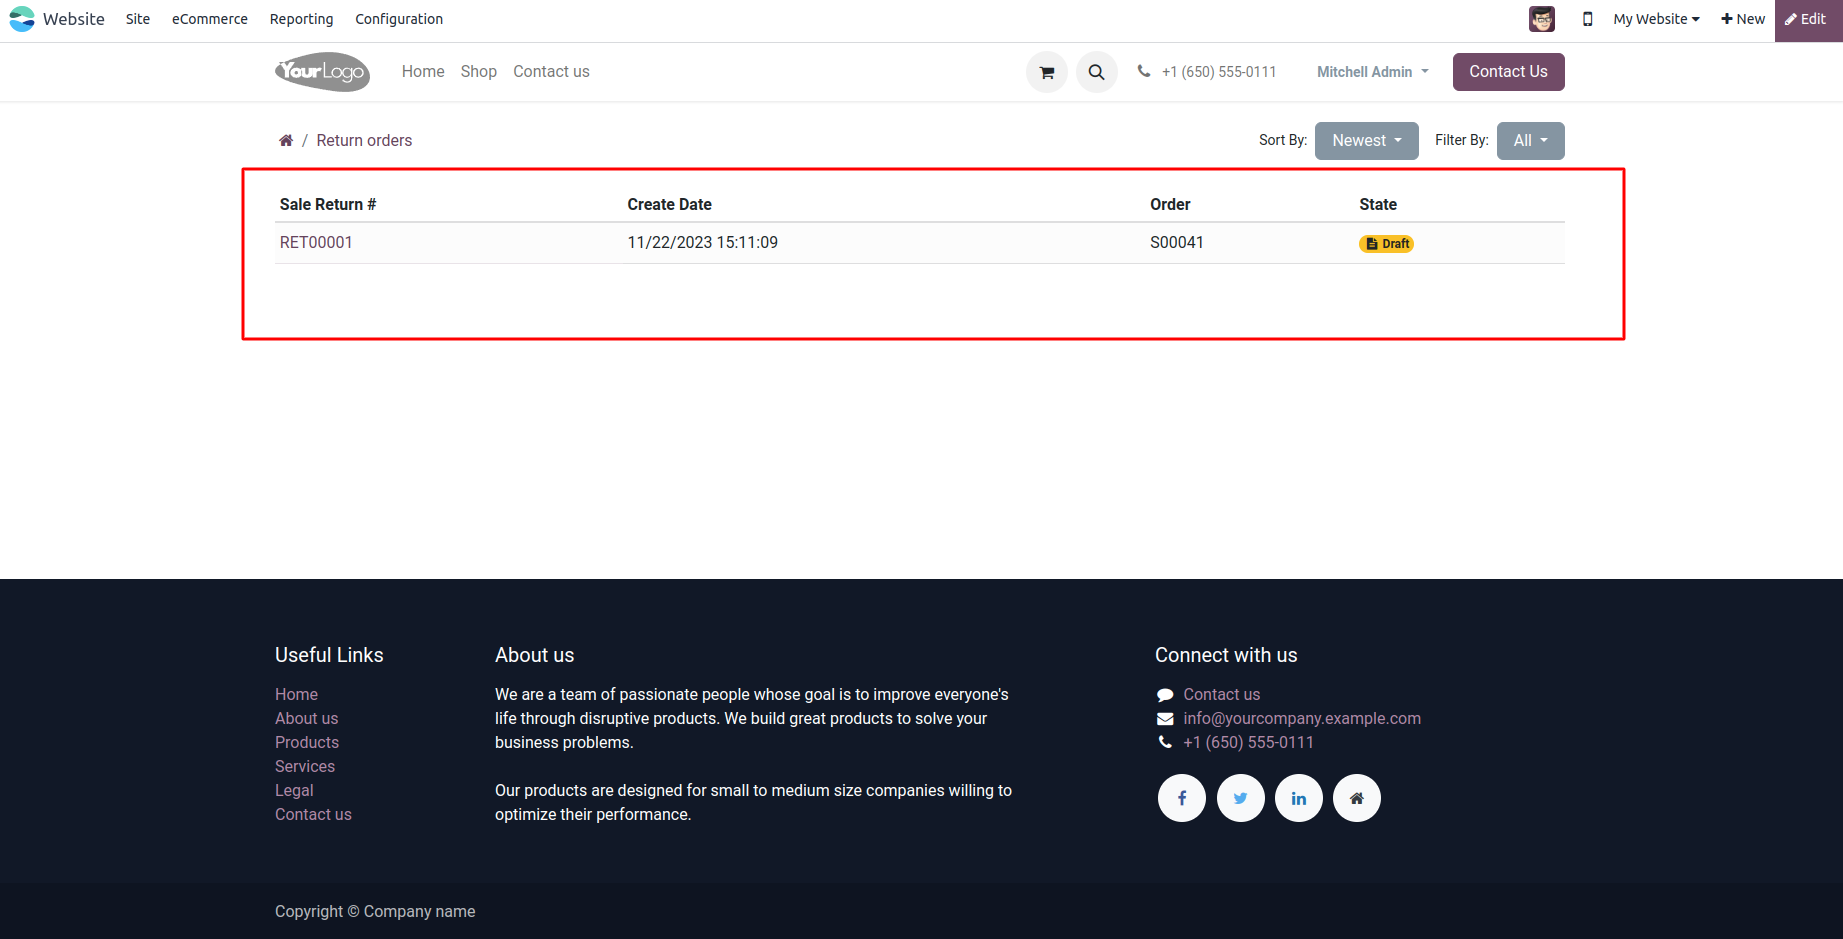 Website Site eCommerce Reporting Configuration My Website New Edit
YourLogo Home Shop Contact us +1 (650) 555-0111 Mitchell Admin Contact Us
/ Return orders Sort By: Newest Filter By: All
Sale Return # Create Date Order State
RET00001 11/22/2023 15:11:09 S00041 Draft
Useful Links
Home
About us
Products
Services
Legal
Contact us
About us
We are a team of passionate people whose goal is to improve everyone's
life through disruptive products. We build great products to solve your
business problems.
Our products are designed for small to medium size companies willing to
optimize their performance.
Connect with us
Contact us
info@yourcompany.example.com
+1 (650) 555-0111
Copyright © Company name